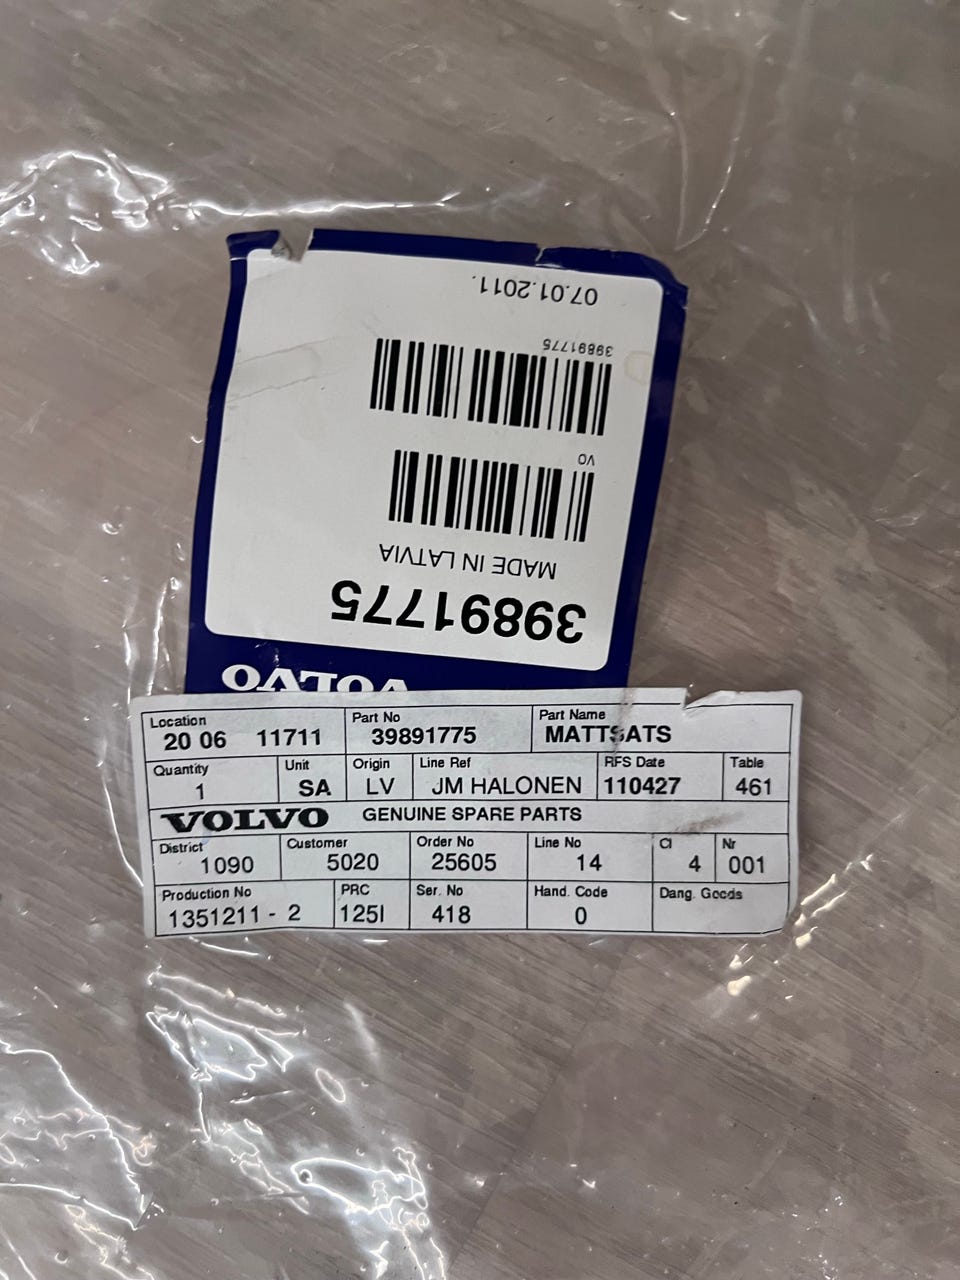 07.01.2011.
39891775
VO
MADE IN LATVIA
39891775
VOLVO
Location Part No Part Name
20 06 11711 39891775 MATTSATS
Quantity Unit Origin Line Ref RFS Date Table
1 SA LV JM HALONEN 110427 461
VOLVO GENUINE SPARE PARTS
District Customer Order No Line No Cl Nr
1090 5020 25605 14 4 001
Production No PRC Ser. No Hand. Code Dang. Goods
1351211 - 2 125I 418 0